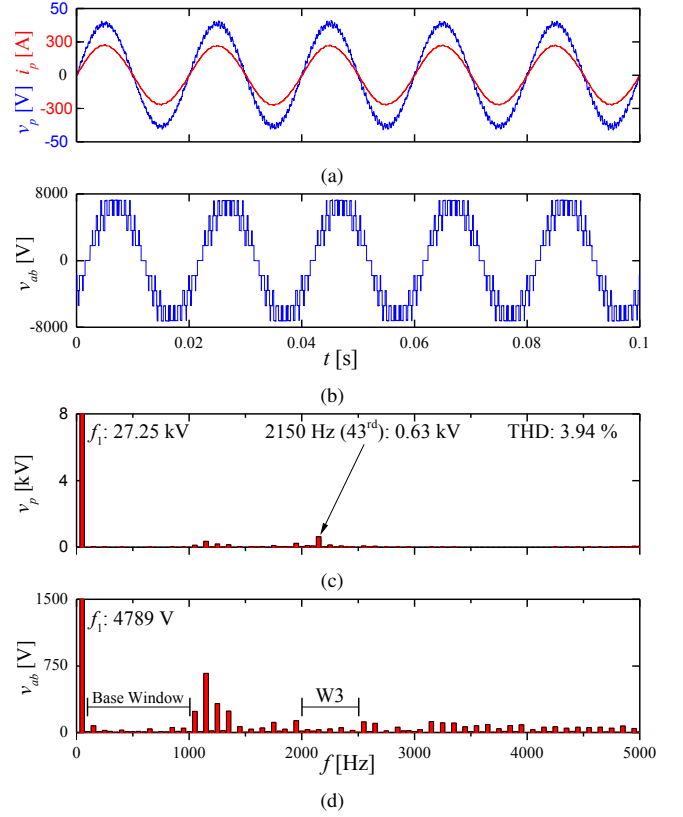 50
300
0
-300
-50
v_p [V] i_p [A]
(a)
8000
0
-8000
v_ab [V]
0 0.02 0.04 0.06 0.08 0.1
t [s]
(b)
8
4
0
v_p [kV]
f_1: 27.25 kV 2150 Hz (43^rd): 0.63 kV THD: 3.94 %
(c)
1500
750
0
v_ab [V]
f_1: 4789 V
Base Window W3
0 1000 2000 3000 4000 5000
f [Hz]
(d)